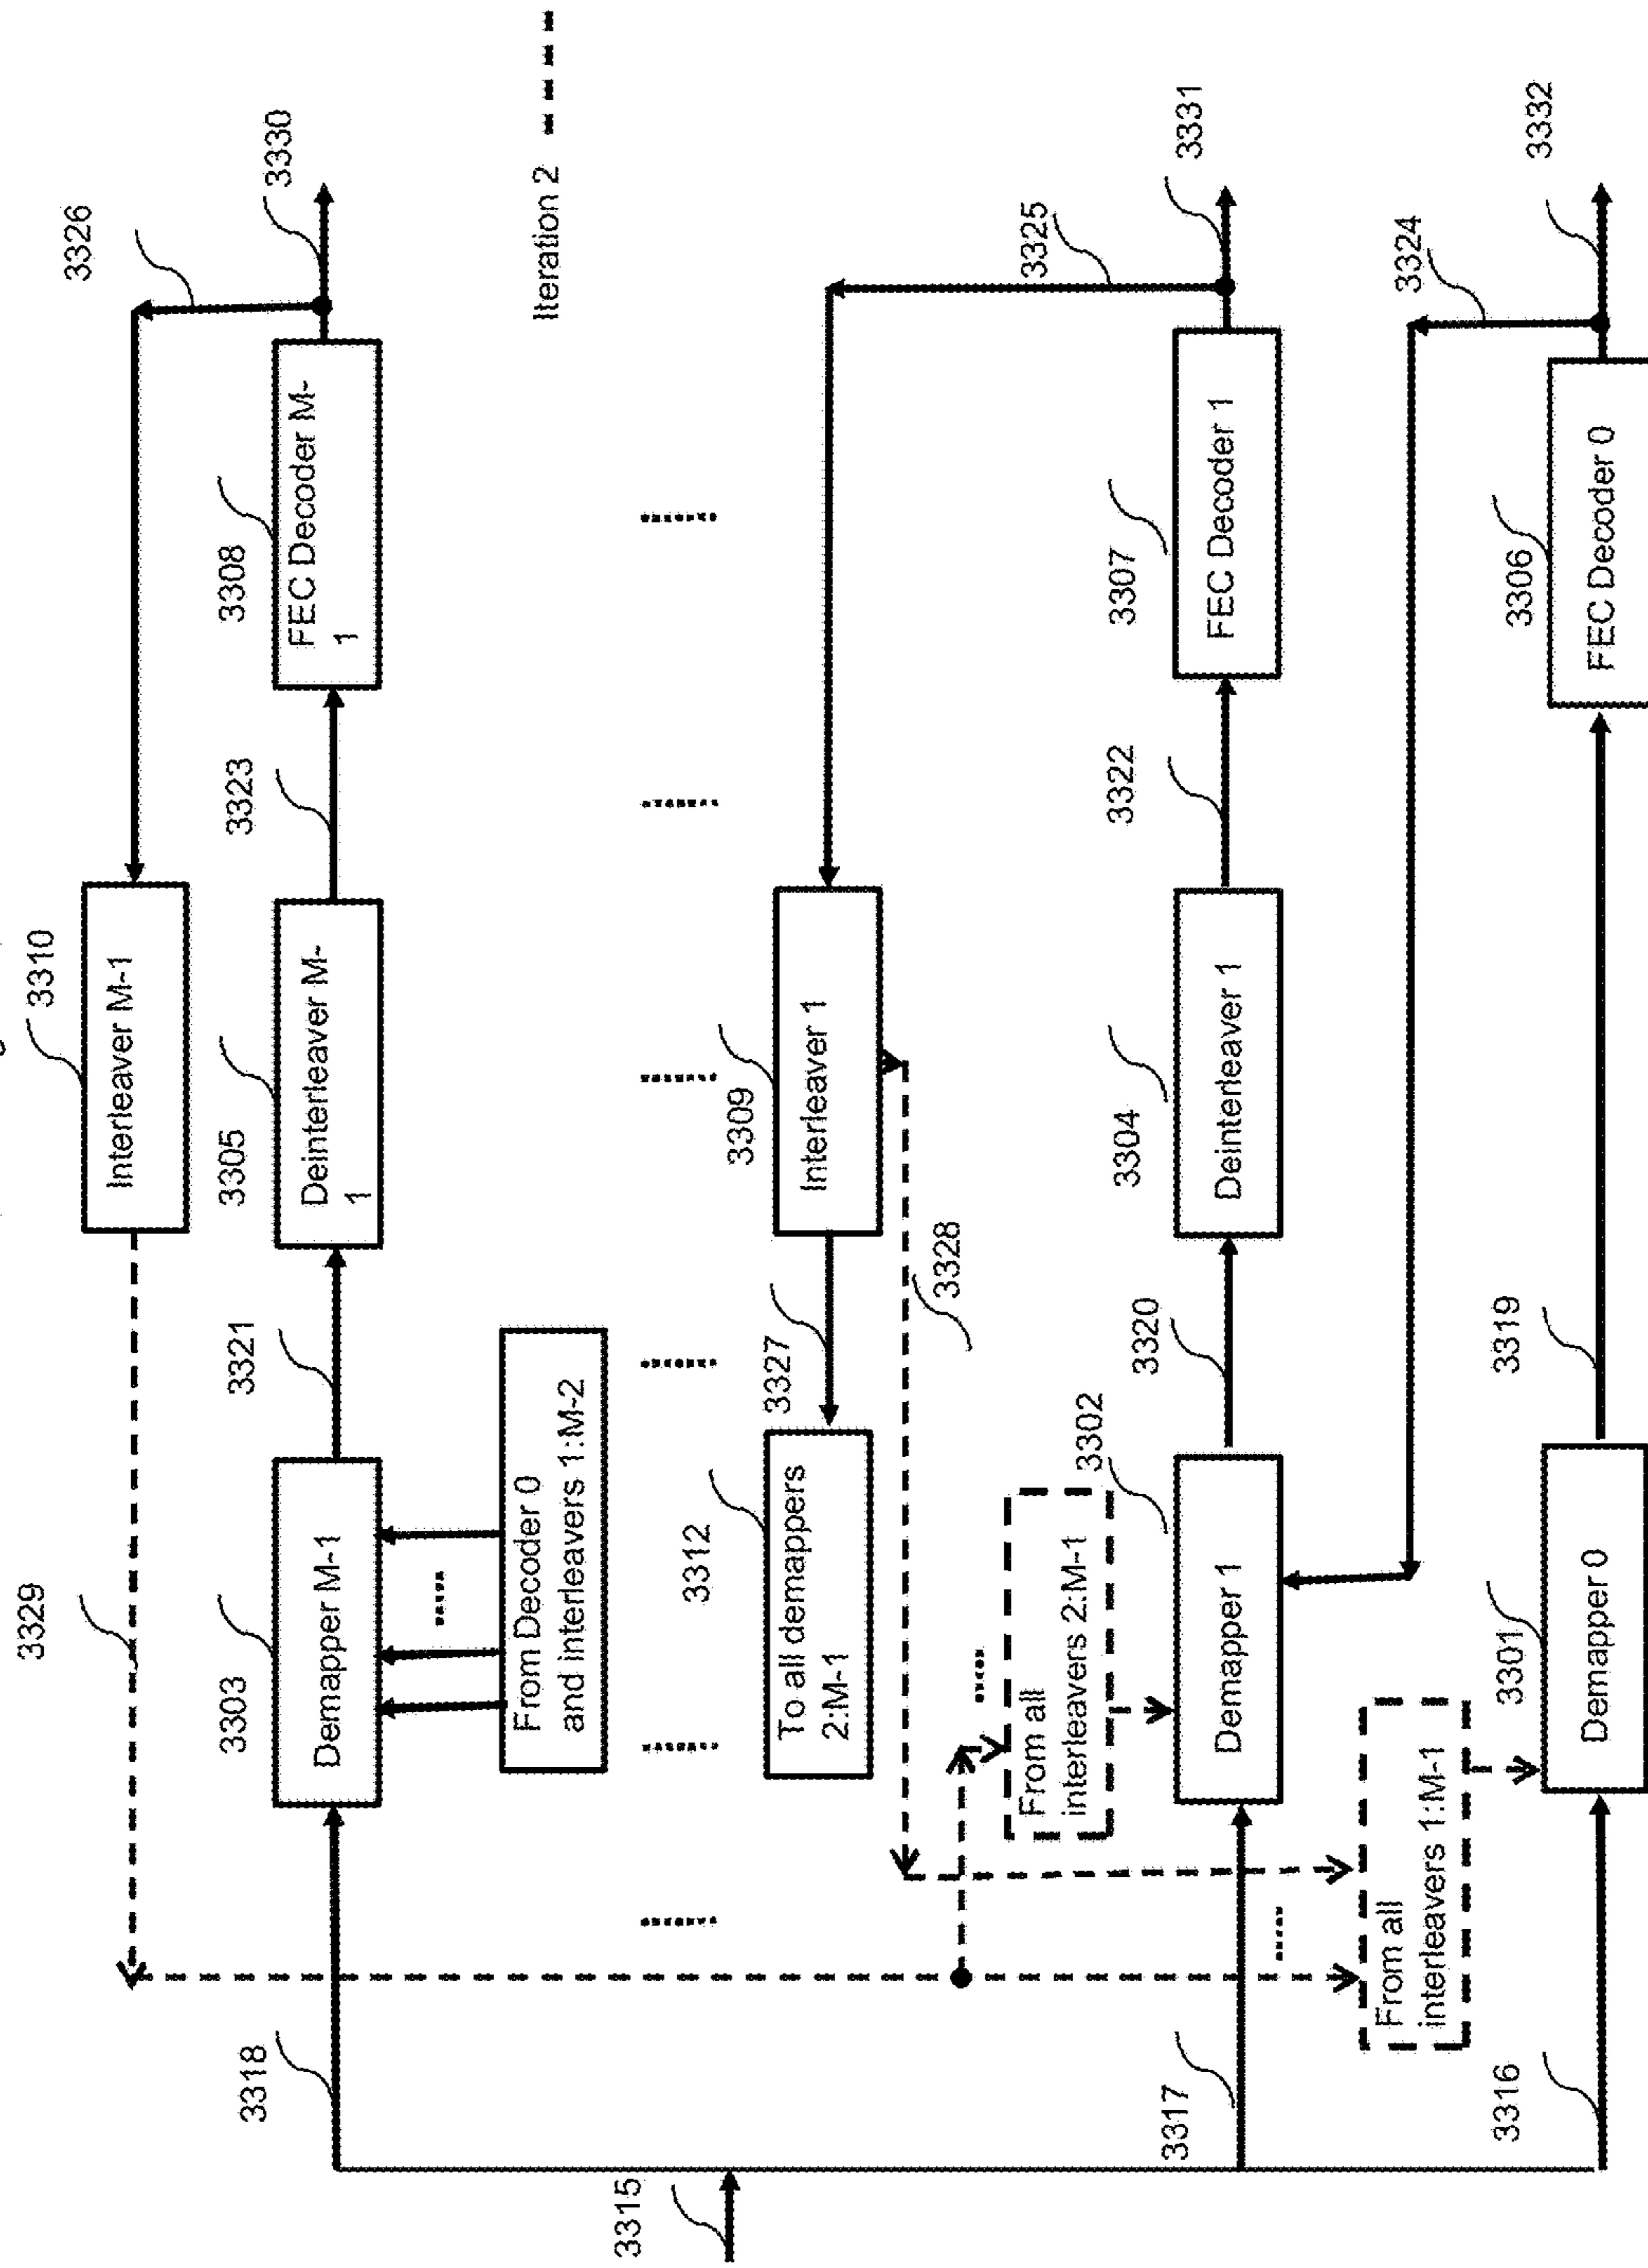 3326
3330
3310
Interleaver M-1
3329
3308
FEC Decoder M-
1
3323
3305
Deinterleaver M-
1
3321
3303
Demapper M-1
3318
From Decoder 0
and interleavers 1:M-2
Iteration 2
3325
3331
3309
Interleaver 1
3327
3328
3312
To all demappers
2:M-1
3315
3307
FEC Decoder 1
3322
3304
Deinterleaver 1
3320
3302
Demapper 1
From all
interleavers 2:M-1
3317
3324
3332
3306
FEC Decoder 0
3319
3301
Demapper 0
From all
interleavers 1:M-1
3316